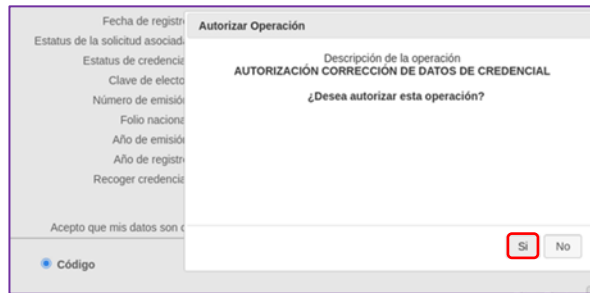 Fecha de registr
Estatus de la solicitud asociad
Estatus de credencia
Clave de electo
Número de emisió
Folio naciona
Año de emisió
Año de registr
Recoger credencia
Acepto que mis datos son c
Código
Autorizar Operación
Descripción de la operación
AUTORIZACIÓN CORRECCIÓN DE DATOS DE CREDENCIAL
¿Desea autorizar esta operación?
Si No